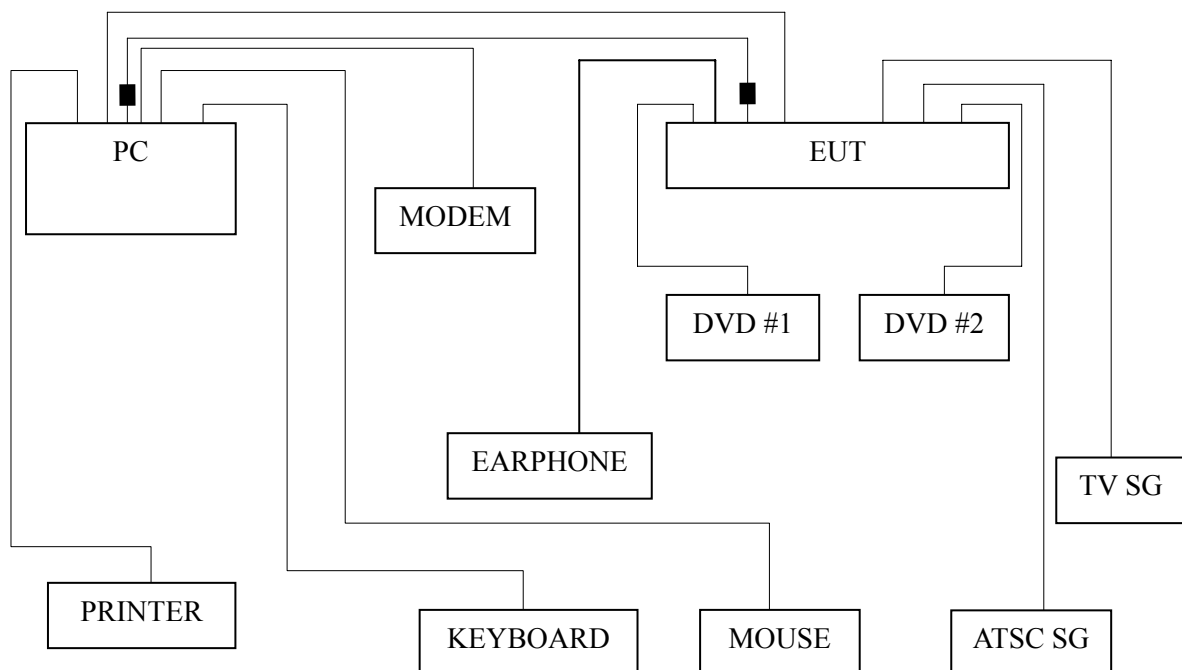 PC
EUT
MODEM
DVD #1
DVD #2
EARPHONE
TV SG
PRINTER
KEYBOARD
MOUSE
ATSC SG